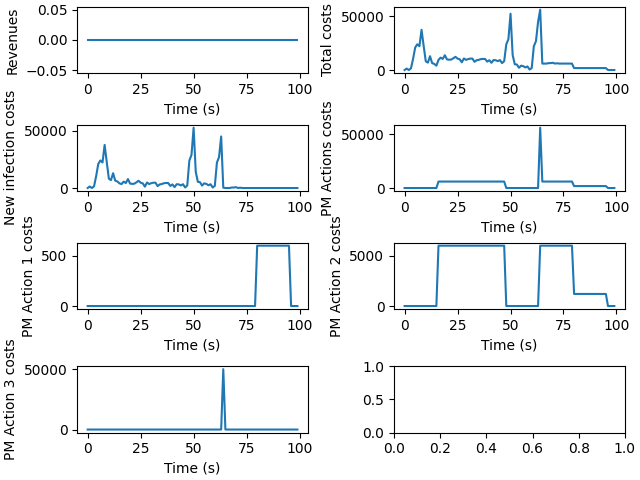 Revenues
0.05
0.00
−0.05
0 25 50 75 100
Time (s)
Total costs
50000
0
0 25 50 75 100
Time (s)
New infection costs
50000
0
0 25 50 75 100
Time (s)
PM Actions costs
50000
0
0 25 50 75 100
Time (s)
PM Action 1 costs
500
0
0 25 50 75 100
Time (s)
PM Action 2 costs
5000
0
0 25 50 75 100
Time (s)
PM Action 3 costs
50000
0
0 25 50 75 100
Time (s)
1.0
0.5
0.0
0.0 0.2 0.4 0.6 0.8 1.0